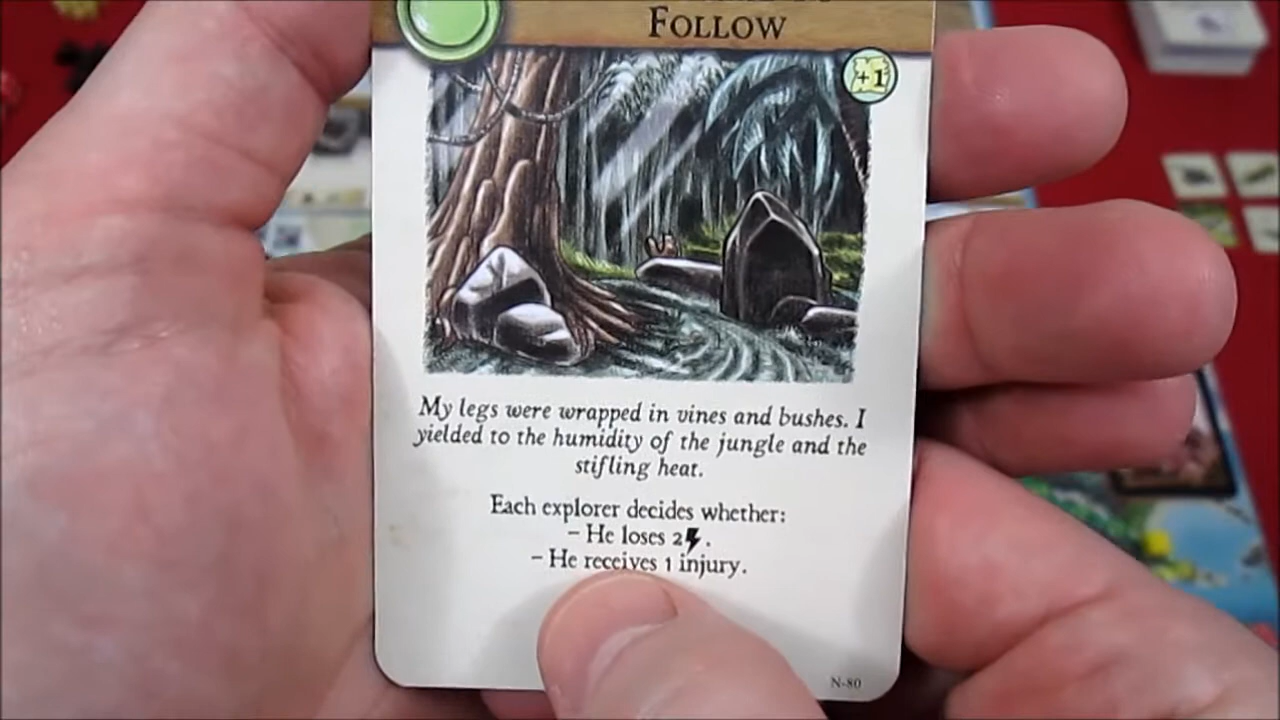 FOLLOW
+1
My legs were wrapped in vines and bushes. I
yielded to the humidity of the jungle and the
stifling heat.
Each explorer decides whether:
– He loses 2.
– He receives 1 injury.
N-80